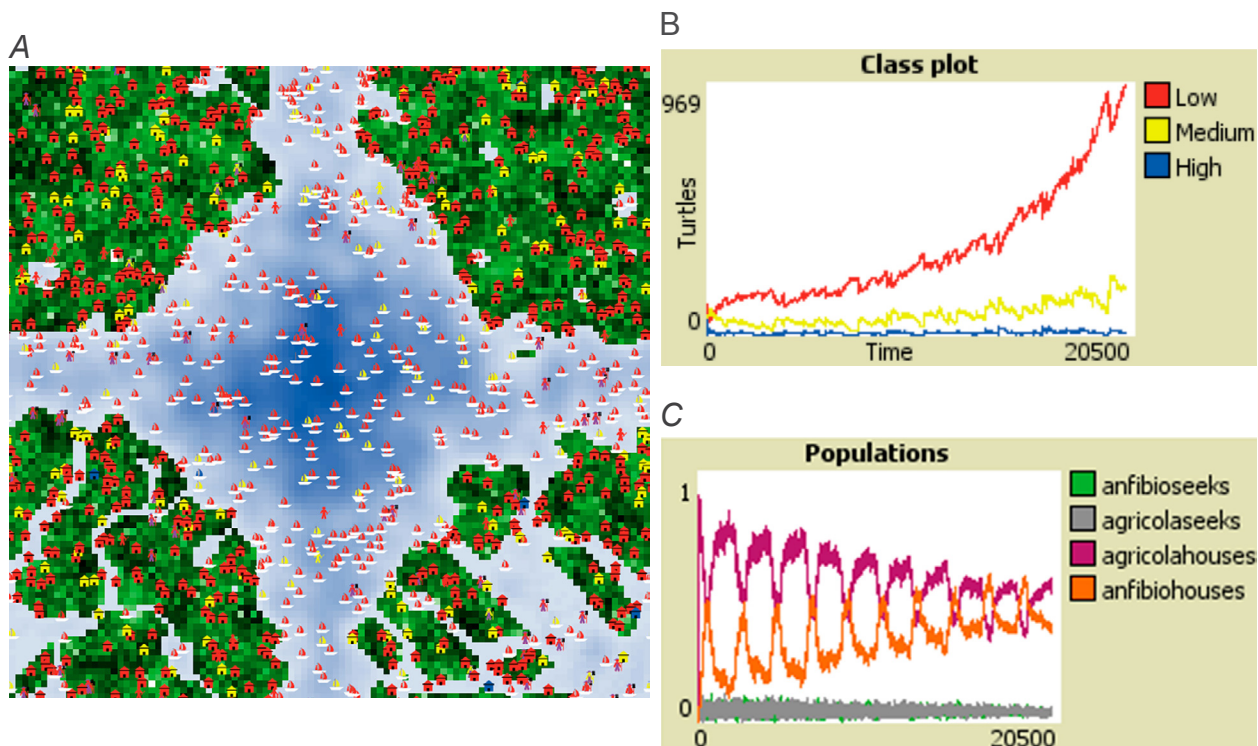 A
B
Class plot
969
Turtles
0
0
Time
20500
Low
Medium
High
C
Populations
1
0
0
20500
anfibioseeks
agricolaseeks
agricolahouses
anfibiohouses